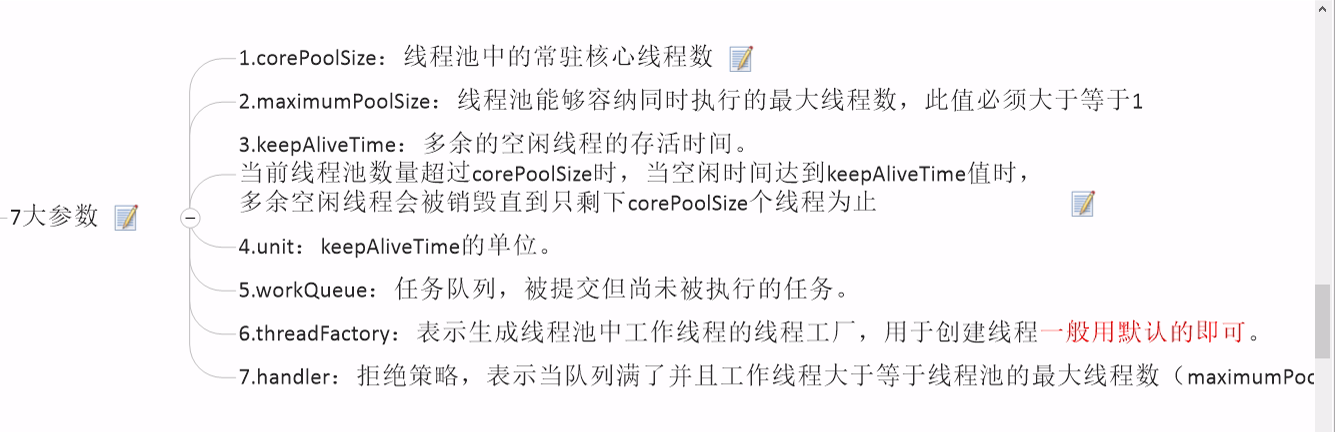 7大参数
1.corePoolSize：线程池中的常驻核心线程数
2.maximumPoolSize：线程池能够容纳同时执行的最大线程数，此值必须大于等于1
3.keepAliveTime：多余的空闲线程的存活时间。
当前线程池数量超过corePoolSize时，当空闲时间达到keepAliveTime值时，
多余空闲线程会被销毁直到只剩下corePoolSize个线程为止
4.unit：keepAliveTime的单位。
5.workQueue：任务队列，被提交但尚未被执行的任务。
6.threadFactory：表示生成线程池中工作线程的线程工厂，用于创建线程一般用默认的即可。
7.handler：拒绝策略，表示当队列满了并且工作线程大于等于线程池的最大线程数（maximumPoo